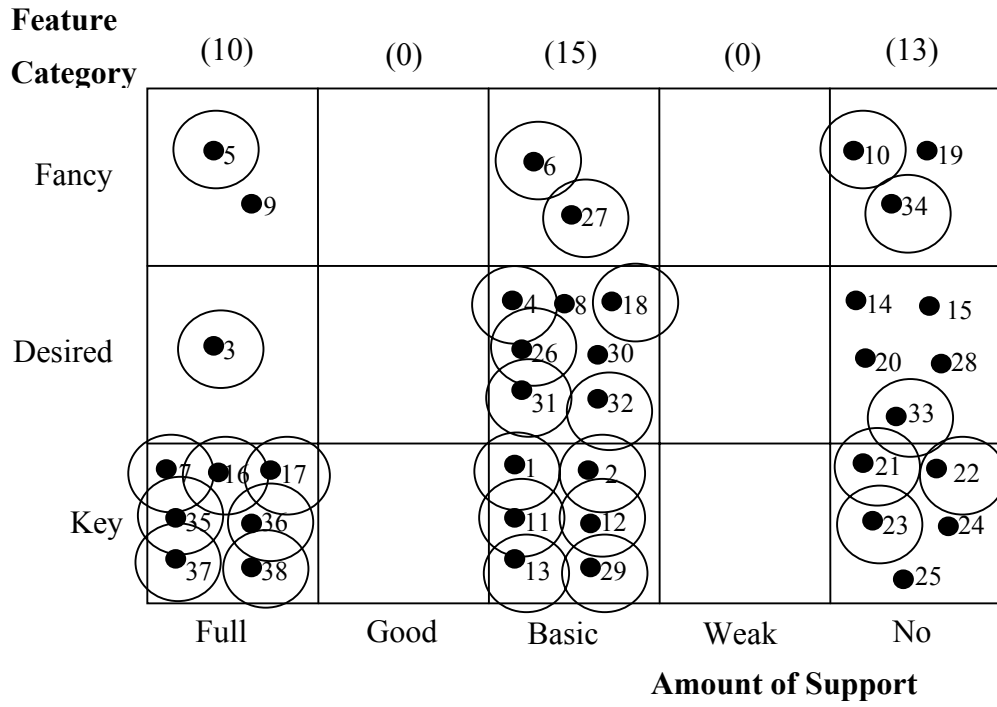 Feature
Category
(10) (0) (15) (0) (13)
Fancy
5
6
10 19
9
27
34
Desired
4 8 18
14 15
3
26 30
20 28
31 32
33
Key
7 16 17
1 2
21 22
35 36
11 12
23 24
37 38
13 29
25
Full Good Basic Weak No
Amount of Support